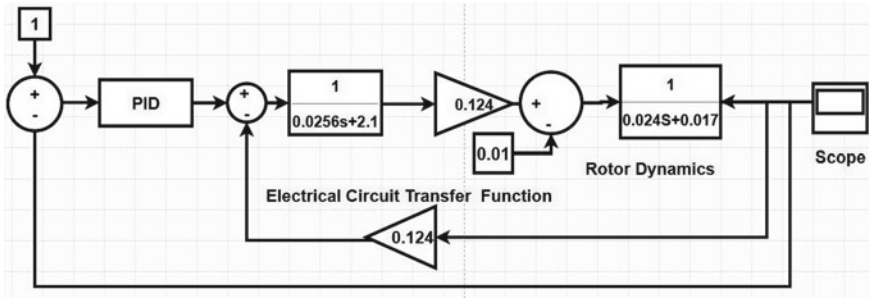 1
+
-
PID
+
-
1
0.0256s+2.1
0.124
+
-
0.01
1
0.024S+0.017
Rotor Dynamics
Scope
Electrical Circuit Transfer Function
0.124